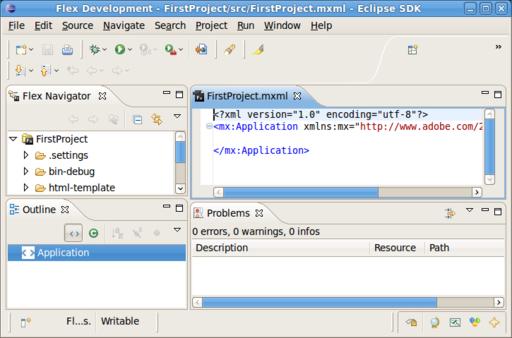 Flex Development - FirstProject/src/FirstProject.mxml - Eclipse SDK
File Edit Source Navigate Search Project Run Window Help
Flex Navigator
FirstProject
.settings
bin-debug
html-template
FirstProject.mxml
<?xml version="1.0" encoding="utf-8"?>
<mx:Application xmlns:mx="http://www.adobe.com/2
</mx:Application>
Outline
Application
Problems
0 errors, 0 warnings, 0 infos
Description Resource Path
Fl...s. Writable